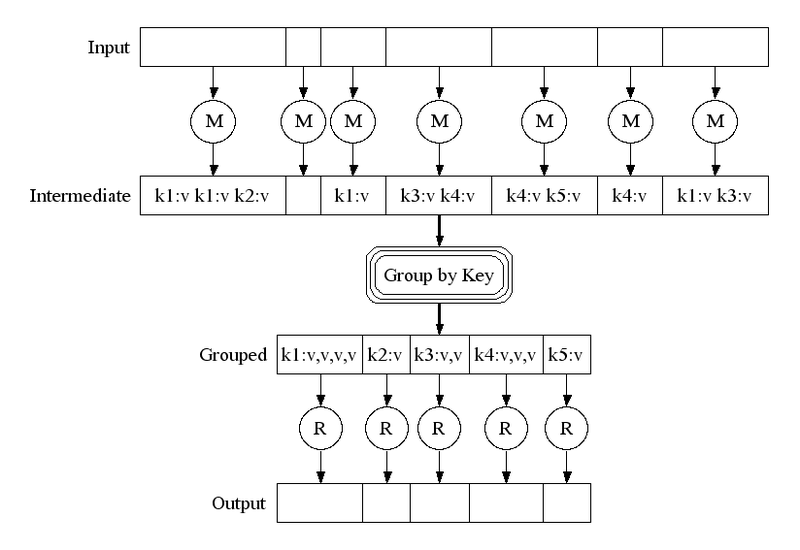 Input
M M M M M M M
Intermediate k1:v k1:v k2:v k1:v k3:v k4:v k4:v k5:v k4:v k1:v k3:v
Group by Key
Grouped k1:v,v,v,v k2:v k3:v,v k4:v,v,v k5:v
R R R R R
Output